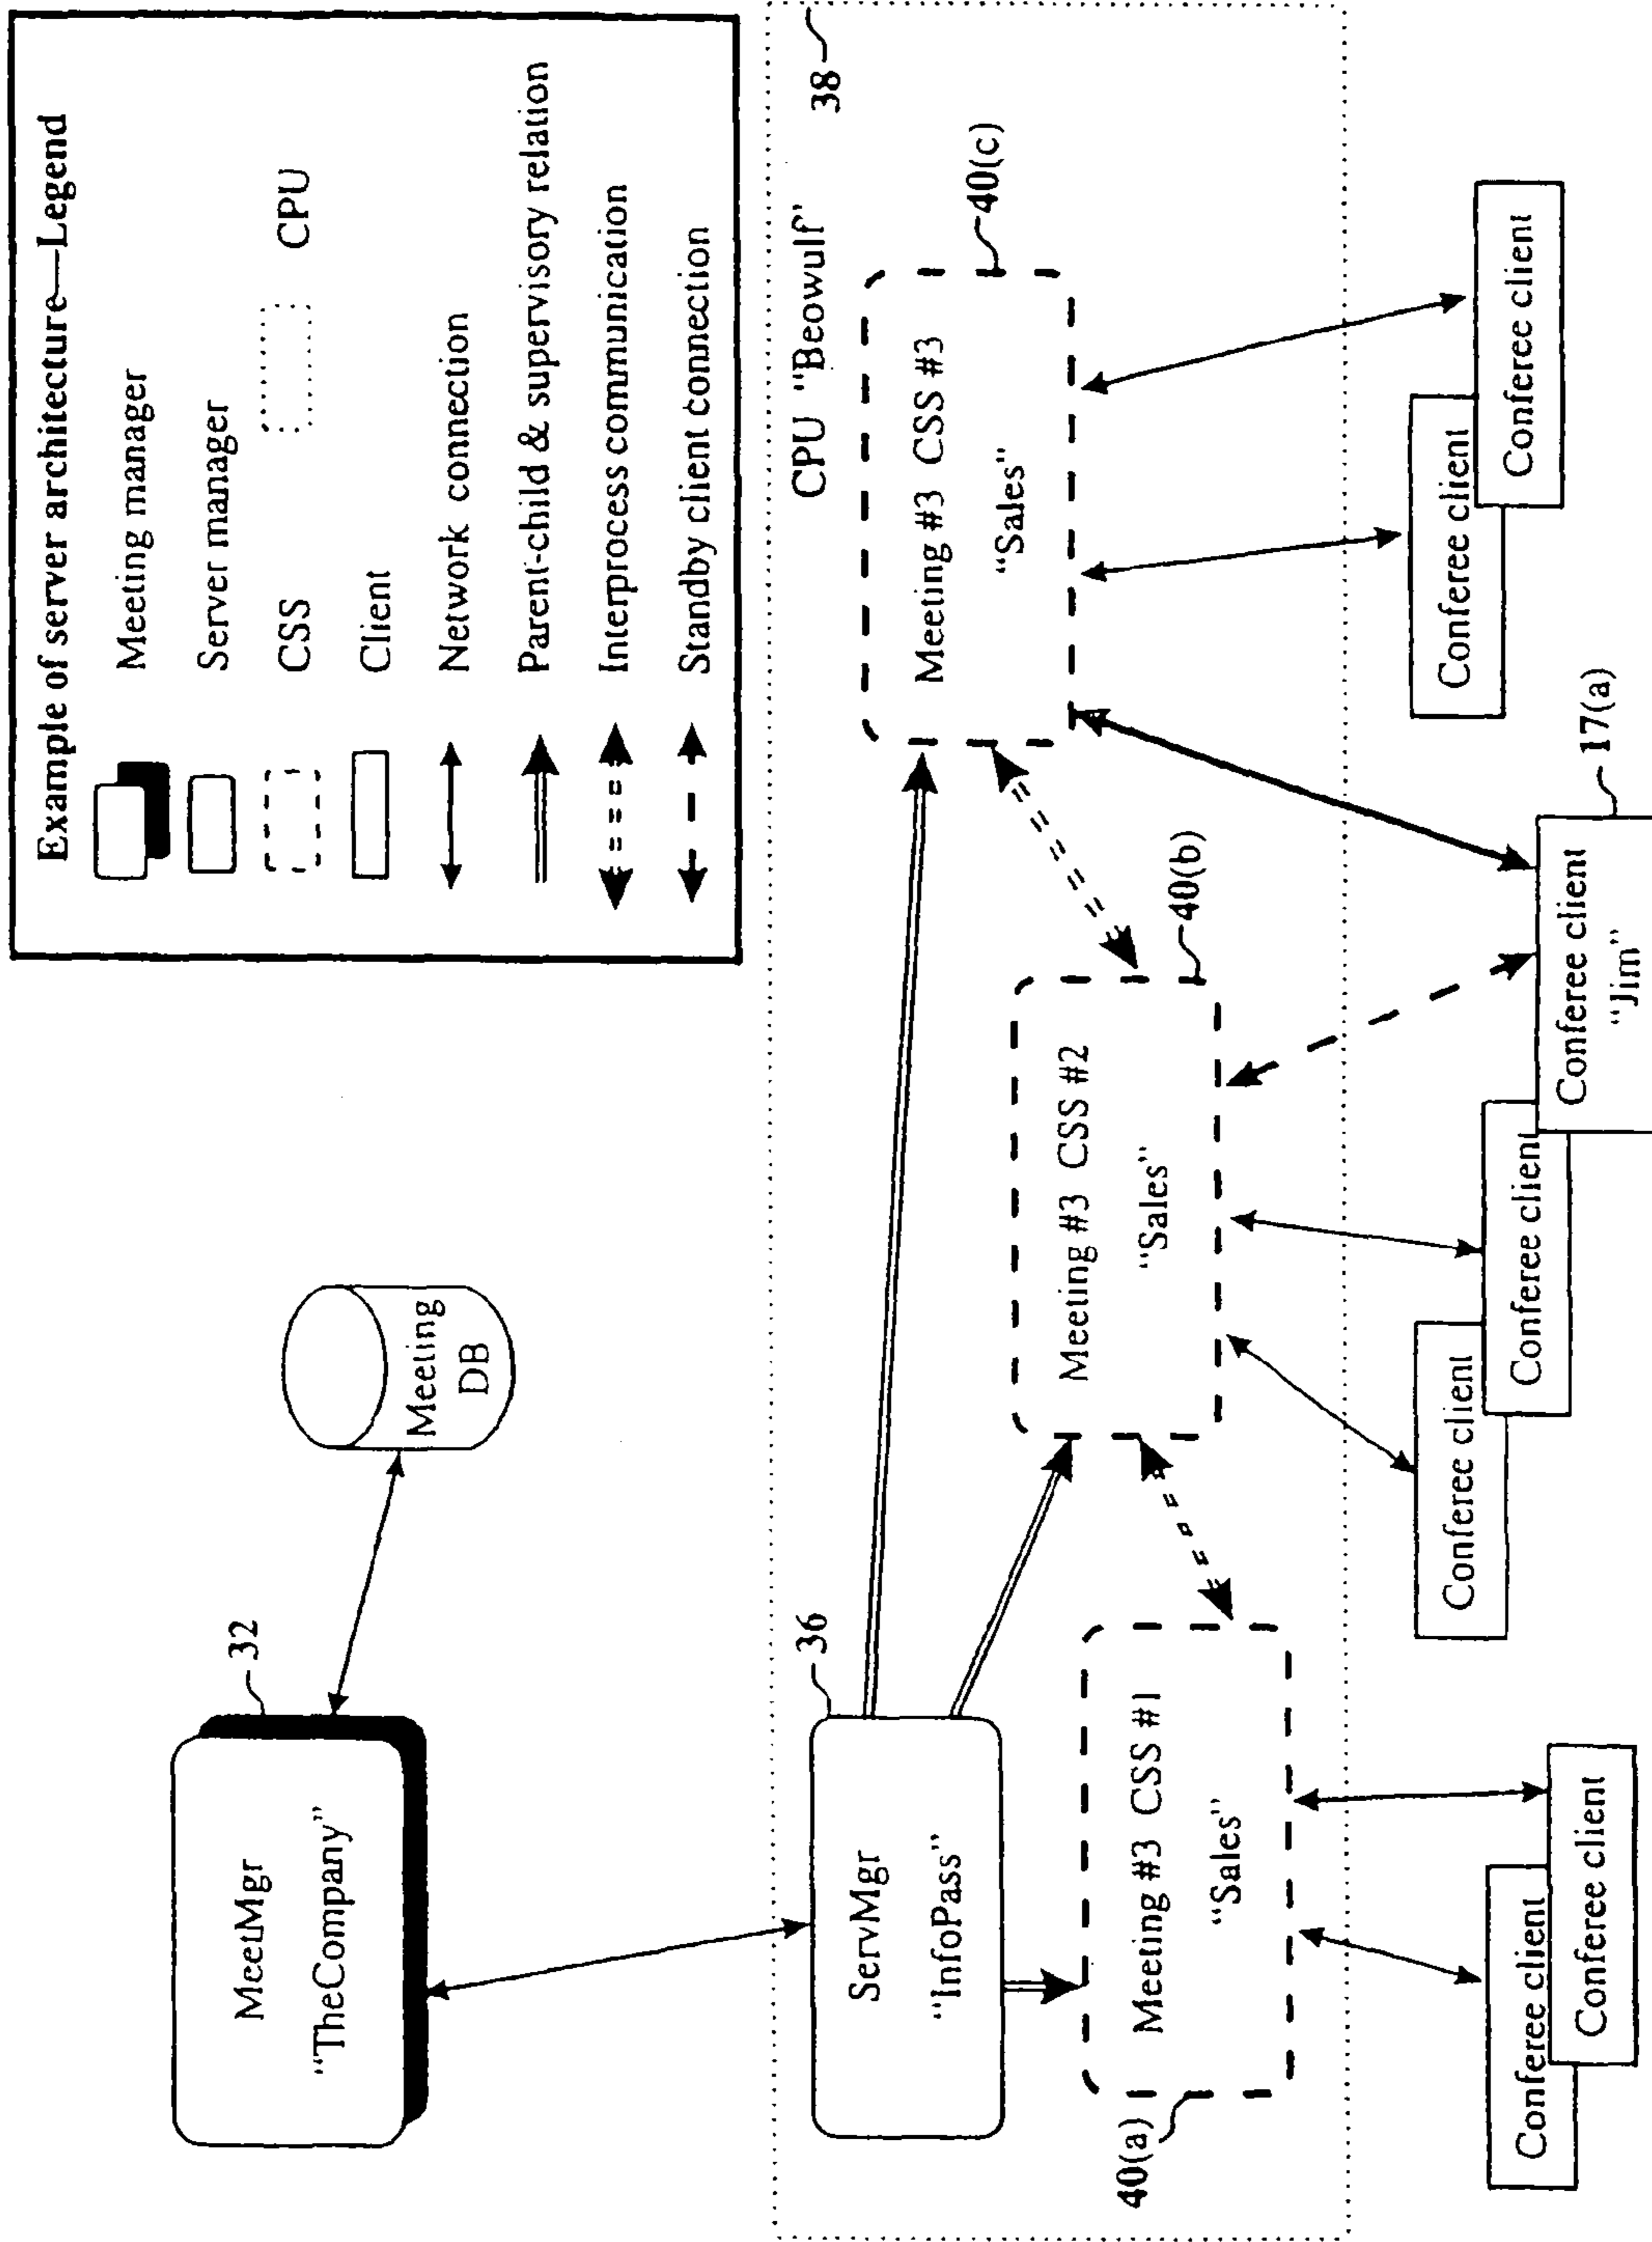 Example of server architecture—Legend
Meeting manager
Server manager
CSS
CPU
Client
Network connection
Parent-child & supervisory relation
Interprocess communication
Standby client connection
MeetMgr
"TheCompany"
32
Meeting
DB
CPU "Beowulf"
38
ServMgr
"InfoPass"
36
Meeting #3 CSS #1
"Sales"
40(a)
Meeting #3 CSS #2
"Sales"
40(b)
Meeting #3 CSS #3
"Sales"
40(c)
Conferee client
Conferee client
Conferee client
Conferee client
Conferee client
"Jim"
17(a)
Conferee client
Conferee client